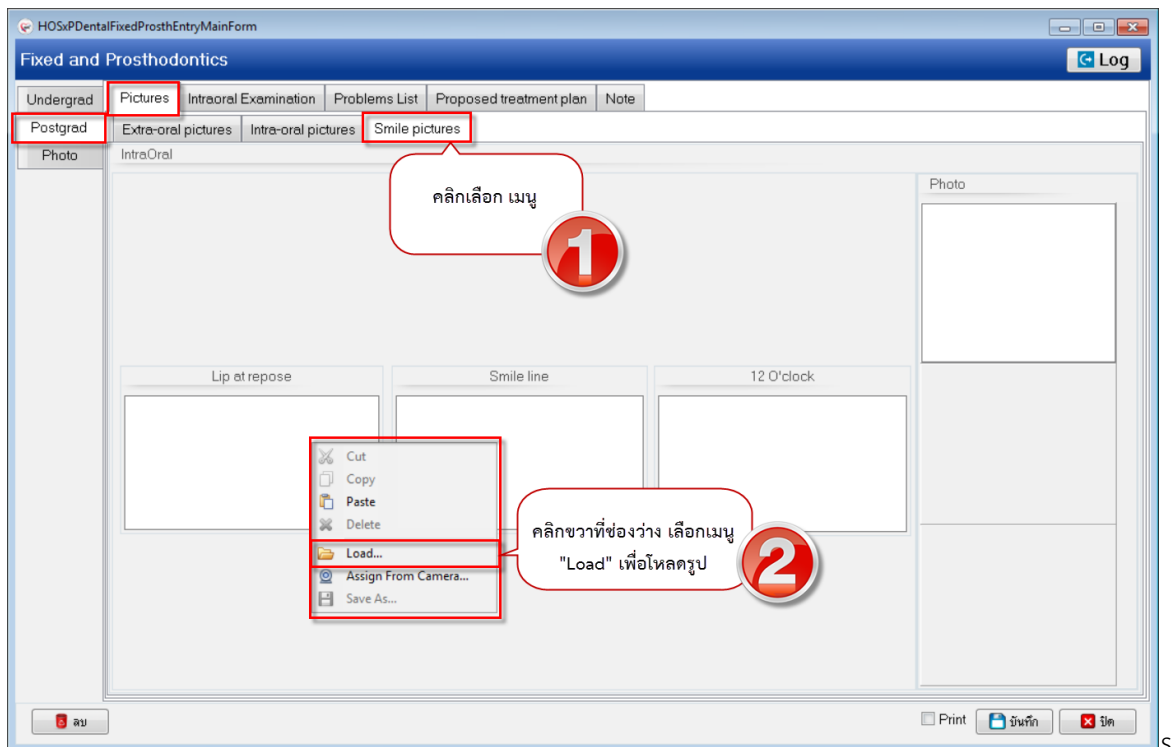 HOSxPDentalFixedProsthEntryMainForm
Fixed and Prosthodontics
Log
Undergrad
Pictures
Intraoral Examination
Problems List
Proposed treatment plan
Note
Postgrad
Extra-oral pictures
Intra-oral pictures
Smile pictures
Photo
IntraOral
คลิกเลือก เมนู
1
Photo
Lip at repose
Smile line
12 O'clock
Cut
Copy
Paste
Delete
Load...
Assign From Camera...
Save As...
คลิกขวาที่ช่องว่าง เลือกเมนู
"Load" เพื่อโหลดรูป
2
ลบ
Print
บันทึก
ปิด
S